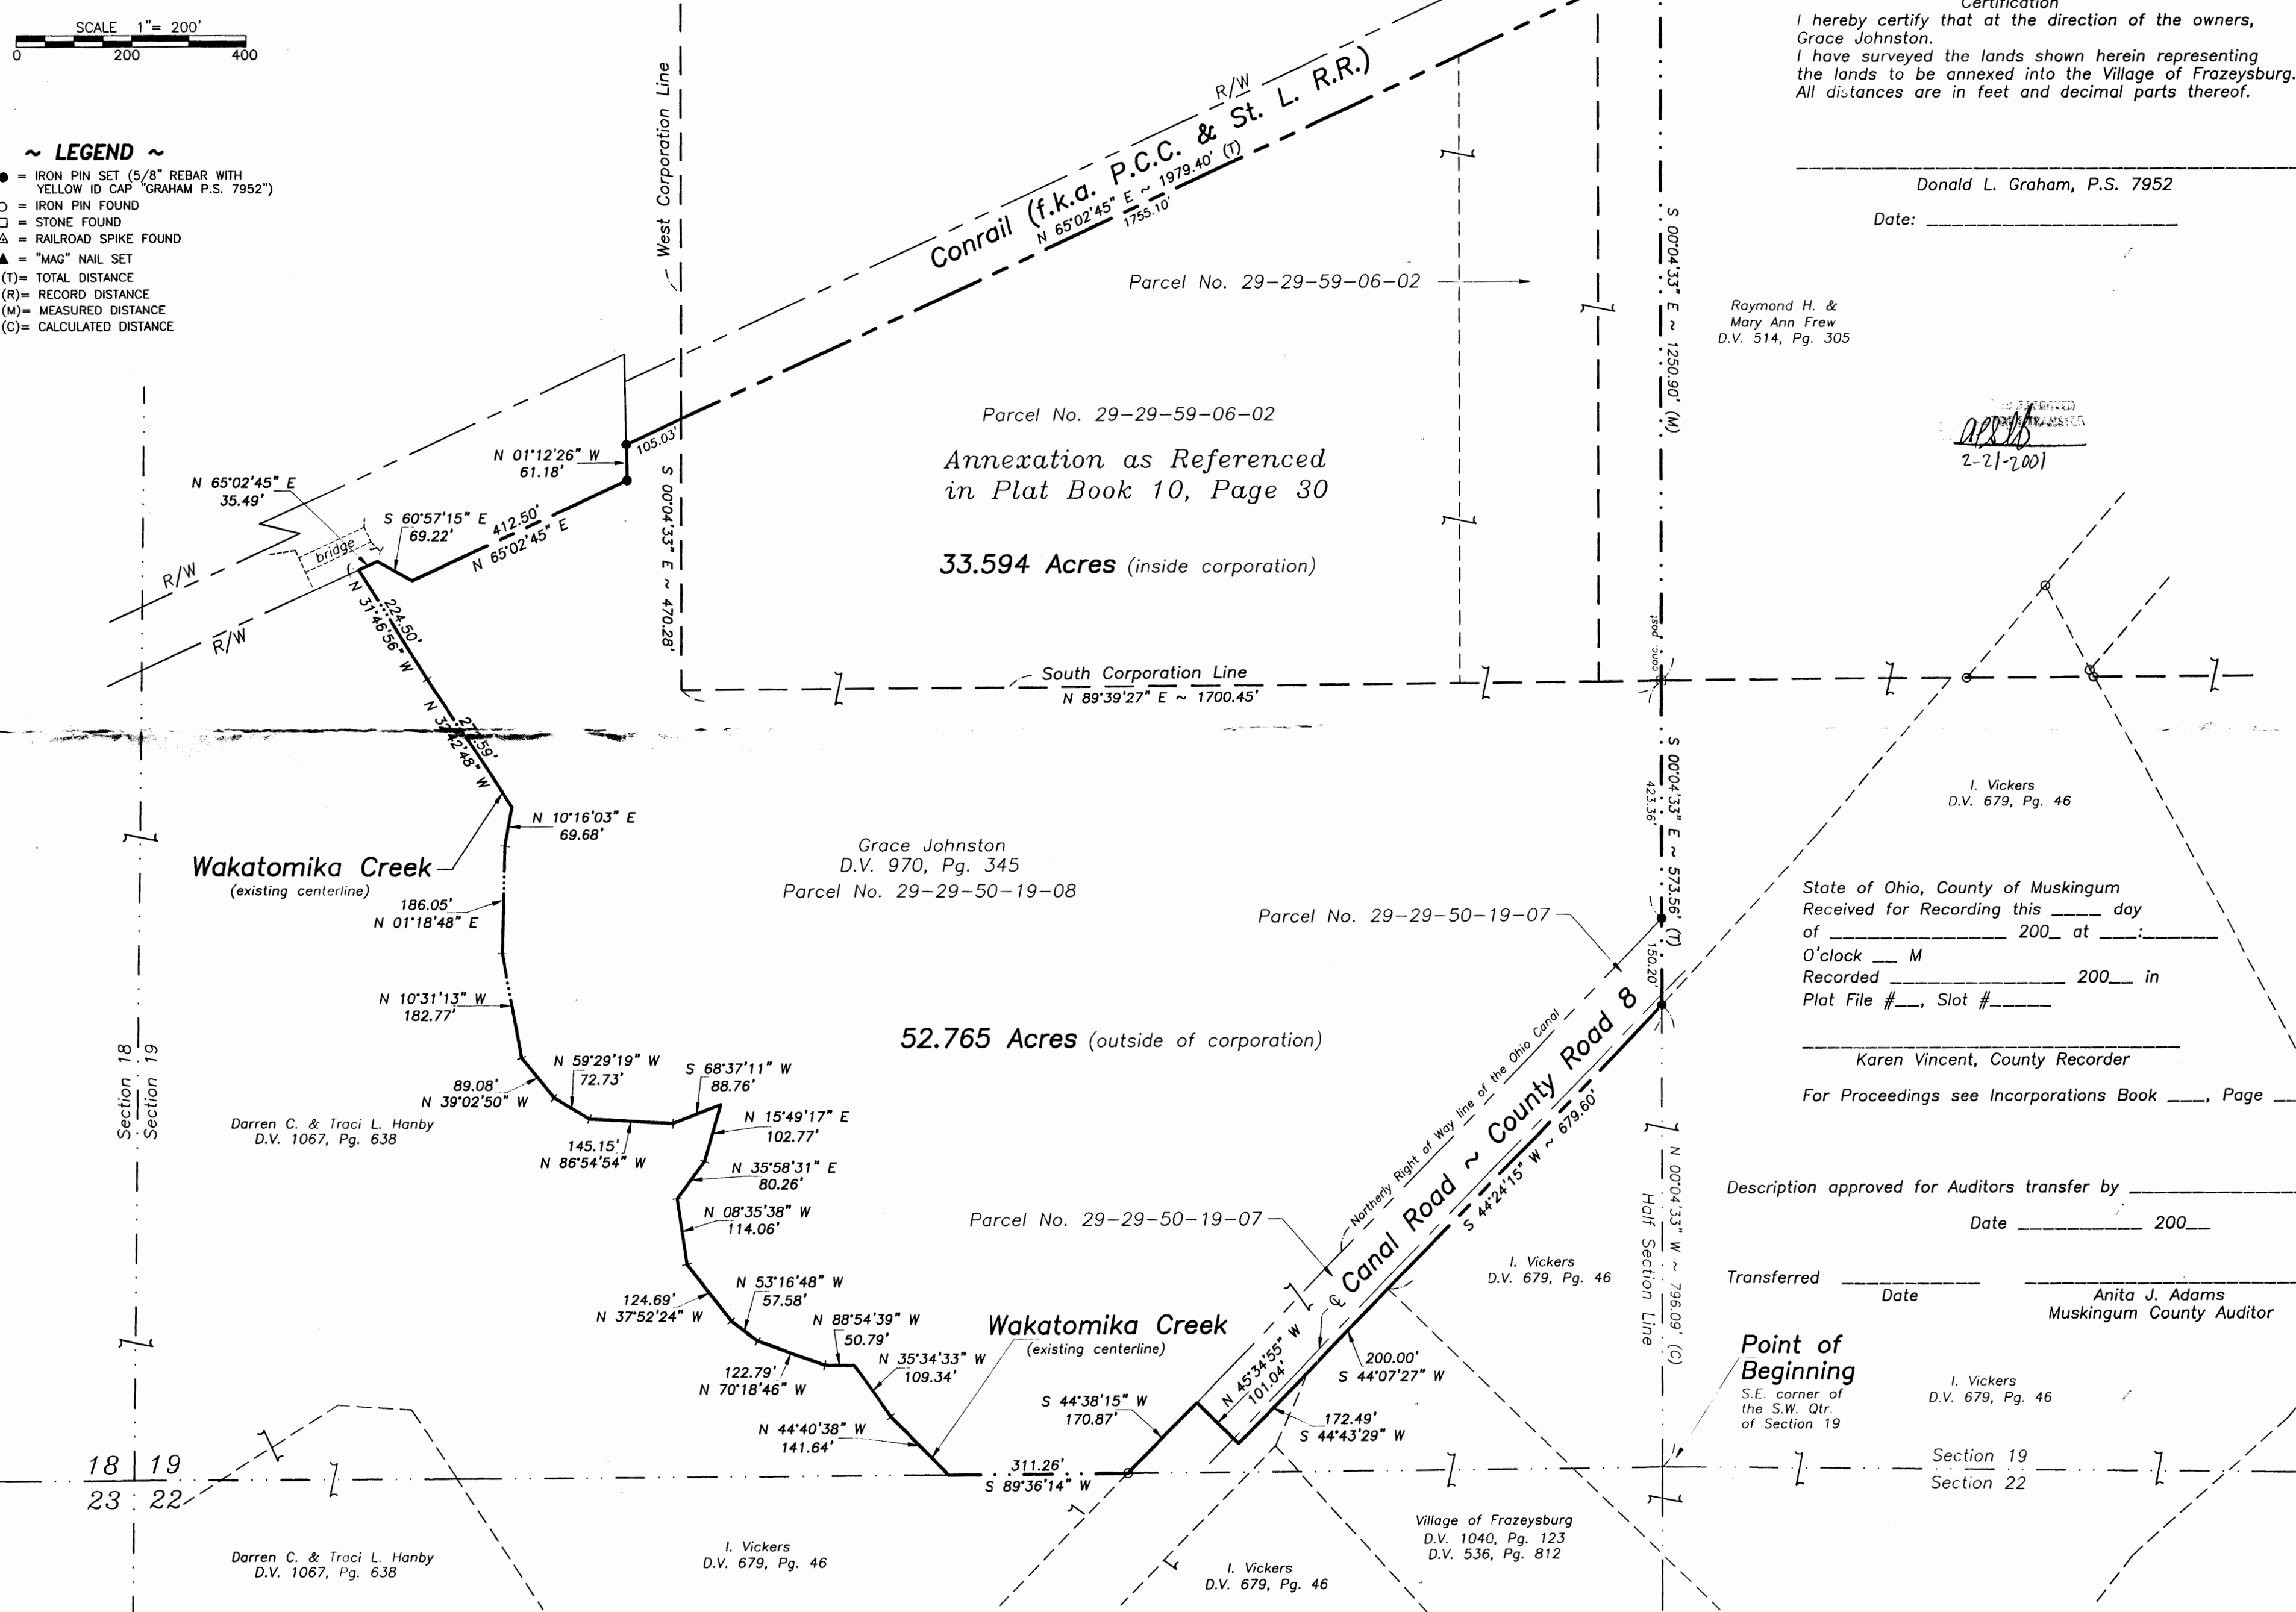 SCALE 1"= 200'
0 200 400
~ LEGEND ~
● = IRON PIN SET (5/8" REBAR WITH
YELLOW ID CAP "GRAHAM P.S. 7952")
○ = IRON PIN FOUND
□ = STONE FOUND
= RAILROAD SPIKE FOUND
▲ = "MAG" NAIL SET
(T)= TOTAL DISTANCE
(R)= RECORD DISTANCE
(M)= MEASURED DISTANCE
(C)= CALCULATED DISTANCE
Certification
I hereby certify that at the direction of the owners,
Grace Johnston.
I have surveyed the lands shown herein representing
the lands to be annexed into the Village of Frazeysburg.
All distances are in feet and decimal parts thereof.
Donald L. Graham, P.S. 7952
Date:
West Corporation Line
R/W
Conrail (f.k.a. P.C.C. & St. L. R.R.)
N 65°02'45" E ~ 1979.40' (T)
1755.10'
Parcel No. 29-29-59-06-02
S 00°04'33" E ~ 1250.90' (M)
Raymond H. &
Mary Ann Frew
D.V. 514, Pg. 305
2-21-2001
Parcel No. 29-29-59-06-02
Annexation as Referenced
in Plat Book 10, Page 30
33.594 Acres (inside corporation)
105.03'
N 01°12'26" W
61.18'
N 65°02'45" E
35.49'
S 60°57'15" E
69.22'
412.50'
N 65°02'45" E
bridge
R/W
R/W
S 00°04'33" E ~ 470.28'
224.50'
N 31°46'56" W
South Corporation Line
N 89°39'27" E ~ 1700.45'
conc. post
N 32°42'48" W
N 10°16'03" E
69.68'
Wakatomika Creek
(existing centerline)
186.05'
N 01°18'48" E
Grace Johnston
D.V. 970, Pg. 345
Parcel No. 29-29-50-19-08
S 00°04'33" E ~ 573.56' (T)
423.36'
150.20'
I. Vickers
D.V. 679, Pg. 46
Parcel No. 29-29-50-19-07
State of Ohio, County of Muskingum
Received for Recording this ____ day
of ________________ 200_ at ___:_______
O'clock __ M
Recorded ________________ 200__ in
Plat File #__, Slot #_____
Karen Vincent, County Recorder
For Proceedings see Incorporations Book ___, Page __
N 10°31'13" W
182.77'
52.765 Acres (outside of corporation)
Section 18
Section 19
89.08'
N 39°02'50" W
N 59°29'19" W
72.73'
S 68°37'11" W
88.76'
145.15'
N 86°54'54" W
N 15°49'17" E
102.77'
N 35°58'31" E
80.26'
Darren C. & Traci L. Hanby
D.V. 1067, Pg. 638
N 08°35'38" W
114.06'
Northerly Right of Way line of the Ohio Canal
℄ Canal Road ~ County Road 8
S 44°24'15" W ~ 679.60'
Parcel No. 29-29-50-19-07
I. Vickers
D.V. 679, Pg. 46
Half Section Line
N 00°04'33" W ~ 796.09' (C)
Description approved for Auditors transfer by
Date __________ 200__
Transferred
Date
Anita J. Adams
Muskingum County Auditor
124.69'
N 37°52'24" W
N 53°16'48" W
57.58'
122.79'
N 70°18'46" W
N 88°54'39" W
50.79'
N 35°34'33" W
109.34'
N 44°40'38" W
141.64'
Wakatomika Creek
(existing centerline)
S 44°38'15" W
170.87'
N 45°34'55" W
101.04'
200.00'
S 44°07'27" W
172.49'
S 44°43'29" W
Point of
Beginning
S.E. corner of
the S.W. Qtr.
of Section 19
I. Vickers
D.V. 679, Pg. 46
18 19
23 22
311.26'
S 89°36'14" W
Section 19
Section 22
Darren C. & Traci L. Hanby
D.V. 1067, Pg. 638
I. Vickers
D.V. 679, Pg. 46
I. Vickers
D.V. 679, Pg. 46
Village of Frazeysburg
D.V. 1040, Pg. 123
D.V. 536, Pg. 812